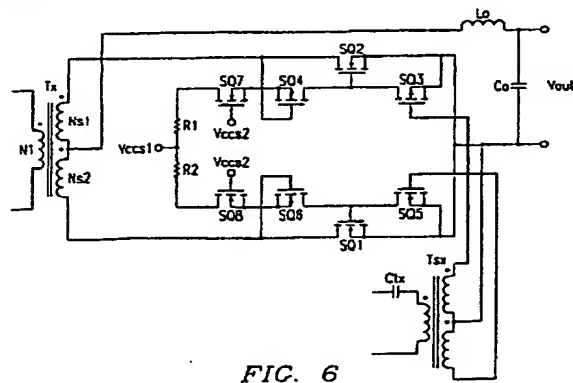 Lo
SQ2
SQ7
SQ4
SQ3
Co
Vout
Tx
Ns1
Vccs2
R1
N1
Vccs1
Vccs2
R2
Ns2
SQ8
SQ6
SQ5
SQ1
Tsx
Ctx
FIG. 6